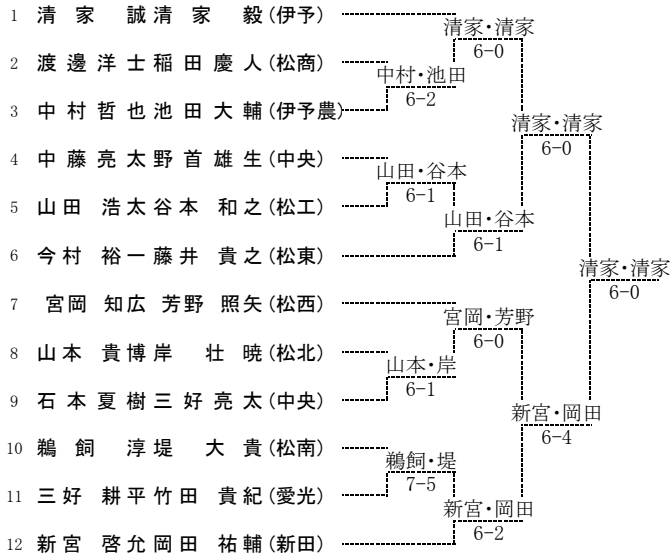 1 清家 誠 清家 毅 (伊予)
清家・清家
6-0
2 渡邊洋士 稲田慶人 (松商)
中村・池田
6-2
3 中村哲也 池田大輔 (伊予農)
清家・清家
6-0
4 中藤亮太 野首雄生 (中央)
山田・谷本
6-1
5 山田 浩太 谷本 和之 (松工)
山田・谷本
6-1
6 今村 裕一 藤井 貴之 (松東)
清家・清家
6-0
7 宮岡 知広 芳野 照矢 (松西)
宮岡・芳野
6-0
8 山本 貴博 岸 壮暁 (松北)
山本・岸
6-1
9 石本夏樹 三好亮太 (中央)
新宮・岡田
6-4
10 鵜飼 淳 堤 大貴 (松南)
鵜飼・堤
7-5
11 三好 耕平 竹田 貴紀 (愛光)
新宮・岡田
6-2
12 新宮 啓允 岡田 祐輔 (新田)